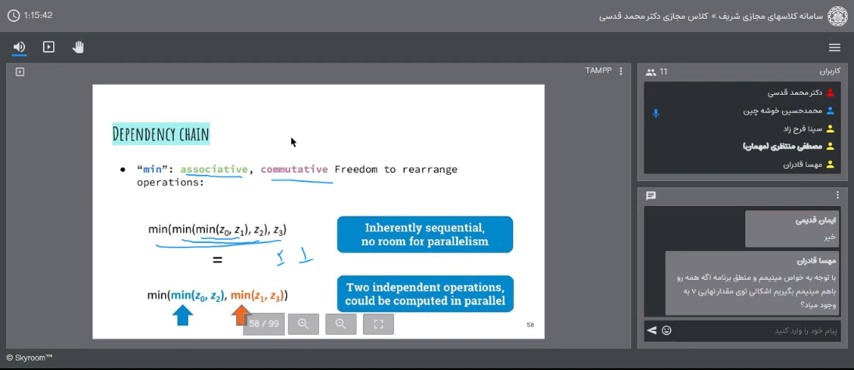 1:15:42
سامانه کلاسهای مجازی شریف » کلاس مجازی دکتر محمد قدسی
TAMPP
DEPENDENCY CHAIN
• “min”: associative, commutative Freedom to rearrange
operations:
min(min(min(z0, z1), z2), z3)
=
Inherently sequential,
no room for parallelism
min(min(z0, z2), min(z1, z3))
Two independent operations,
could be computed in parallel
58 / 99
58
کاربران
11
دکتر محمد قدسی
محمدحسین خوشه چین
سینا فرح زاد
مصطفی منتظری (مهمان)
مهسا قادران
ایمان قدیمی
خیر
مهسا قادران
با توجه به خواص مینیمم و منطق برنامه اگه همه رو
باهم مینیمم بگیریم اشکالی توی مقدار نهایی v به
وجود میاد؟
پیام خود را وارد کنید
© Skyroom™